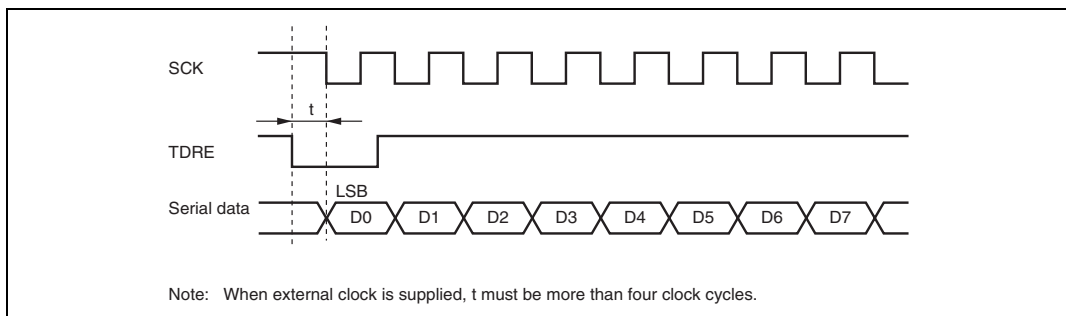 SCK
t
TDRE
LSB
Serial data
D0 D1 D2 D3 D4 D5 D6 D7
Note: When external clock is supplied, t must be more than four clock cycles.